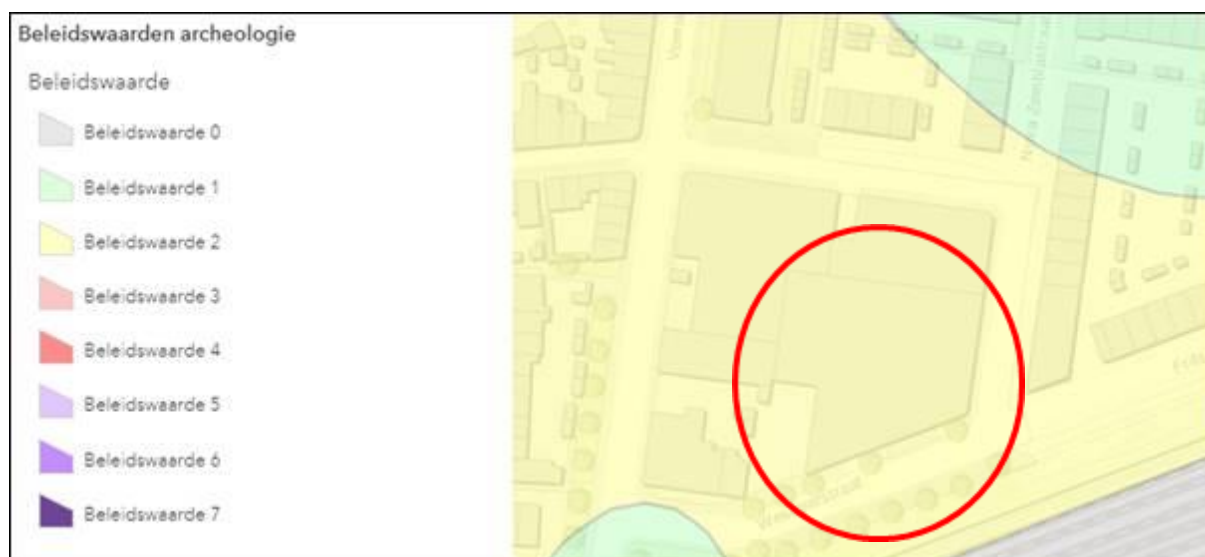 Beleidswaarden archeologie
Beleidswaarde
Beleidswaarde 0
Beleidswaarde 1
Beleidswaarde 2
Beleidswaarde 3
Beleidswaarde 4
Beleidswaarde 5
Beleidswaarde 6
Beleidswaarde 7